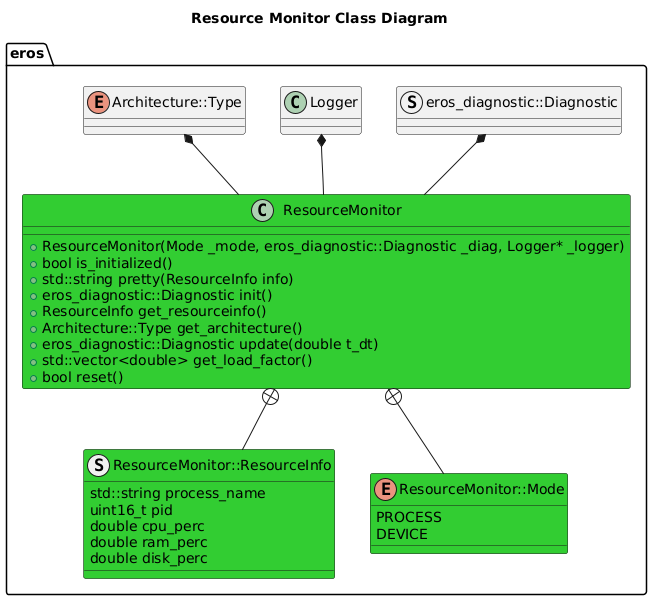 Resource Monitor Class Diagram
eros
E Architecture::Type
C Logger
S eros_diagnostic::Diagnostic
C ResourceMonitor
ResourceMonitor(Mode _mode, eros_diagnostic::Diagnostic _diag, Logger* _logger)
bool is_initialized()
std::string pretty(ResourceInfo info)
eros_diagnostic::Diagnostic init()
ResourceInfo get_resourceinfo()
Architecture::Type get_architecture()
eros_diagnostic::Diagnostic update(double t_dt)
std::vector<double> get_load_factor()
bool reset()
S ResourceMonitor::ResourceInfo
std::string process_name
uint16_t pid
double cpu_perc
double ram_perc
double disk_perc
E ResourceMonitor::Mode
PROCESS
DEVICE